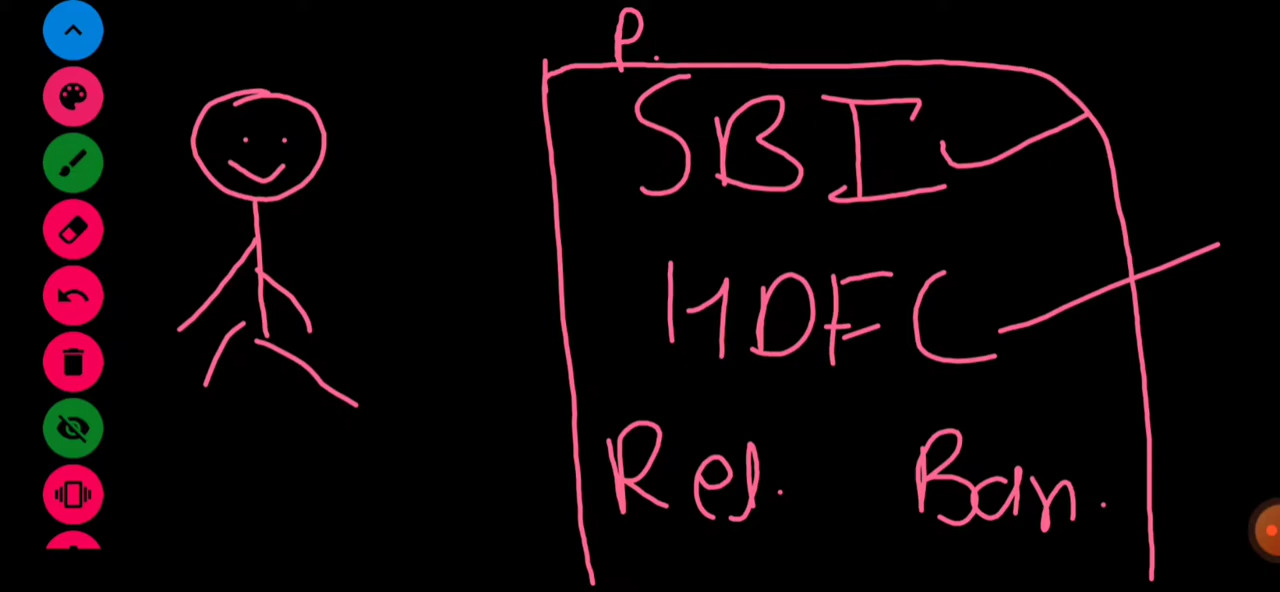 P.
SBI
HDFC
Rel. Ban.